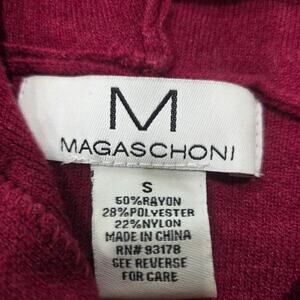 M
MAGASCHONI
S
50%RAYON
28%POLYESTER
22%NYLON
MADE IN CHINA
RN# 93178
SEE REVERSE
FOR CARE